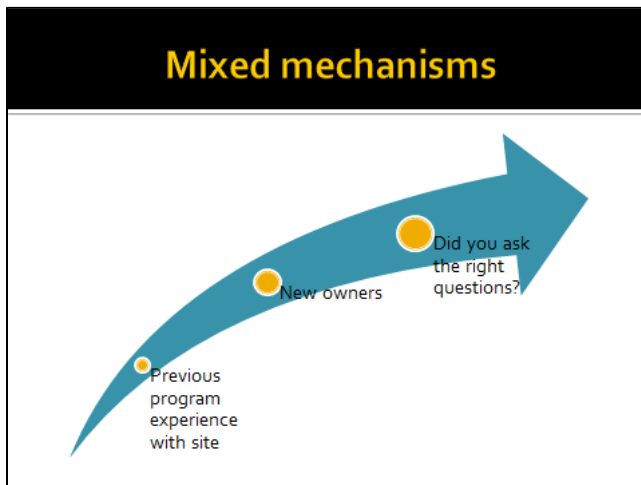 Mixed mechanisms
Did you ask
the right
questions?
New owners
Previous
program
experience
with site